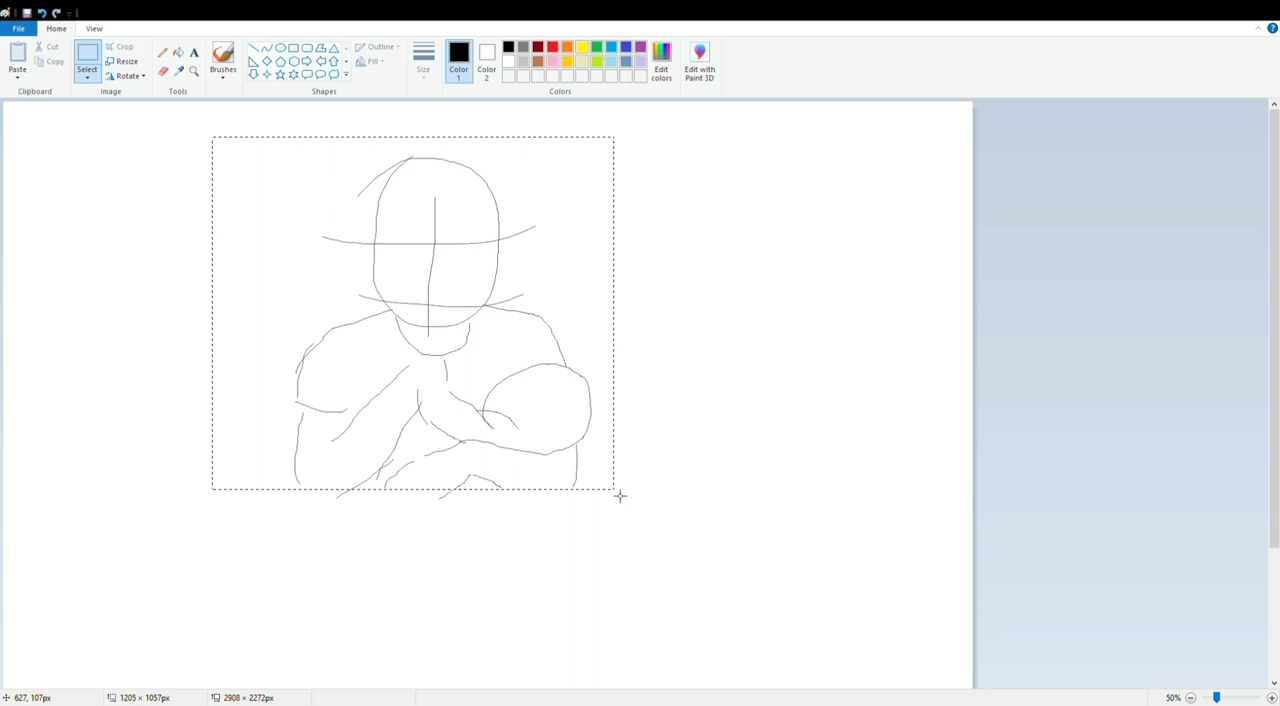 File Home View
Paste
Cut
Copy
Clipboard
Select
Crop
Resize
Rotate
Image
Tools
Brushes
Outline
Fill
Shapes
Size
Color
1
Color
2
Edit
colors
Colors
Edit with
Paint 3D
627, 107px 1205 × 1057px 2908 × 2272px 50%